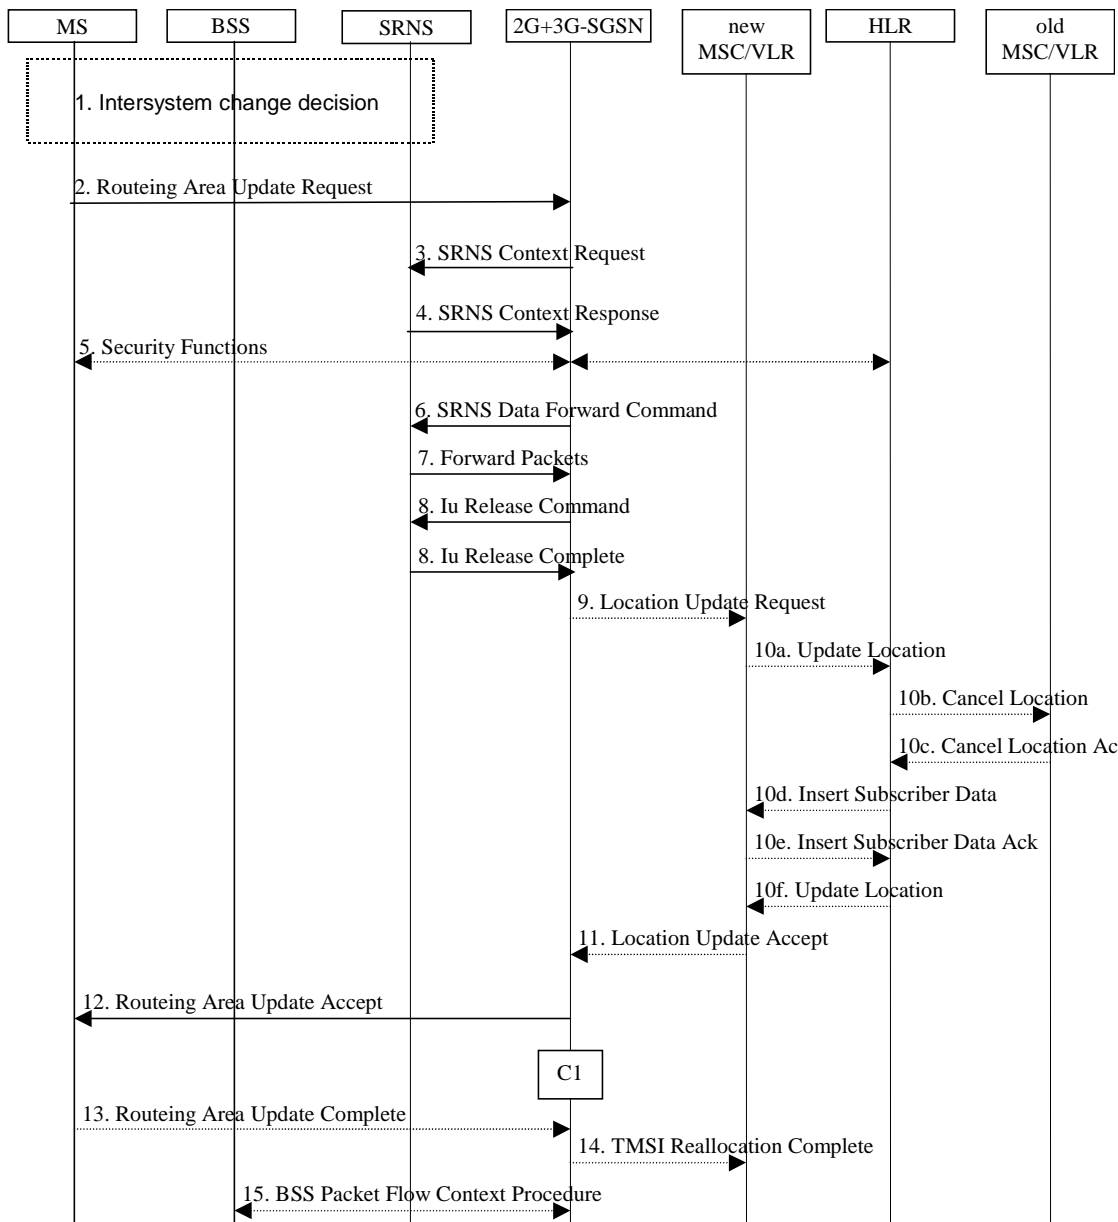 MS BSS SRNS 2G+3G-SGSN new MSC/VLR HLR old MSC/VLR
1. Intersystem change decision
2. Routeing Area Update Request
3. SRNS Context Request
4. SRNS Context Response
5. Security Functions
6. SRNS Data Forward Command
7. Forward Packets
8. Iu Release Command
8. Iu Release Complete
9. Location Update Request
10a. Update Location
10b. Cancel Location
10c. Cancel Location Ac
10d. Insert Subscriber Data
10e. Insert Subscriber Data Ack
10f. Update Location
11. Location Update Accept
12. Routeing Area Update Accept
C1
13. Routeing Area Update Complete
14. TMSI Reallocation Complete
15. BSS Packet Flow Context Procedure